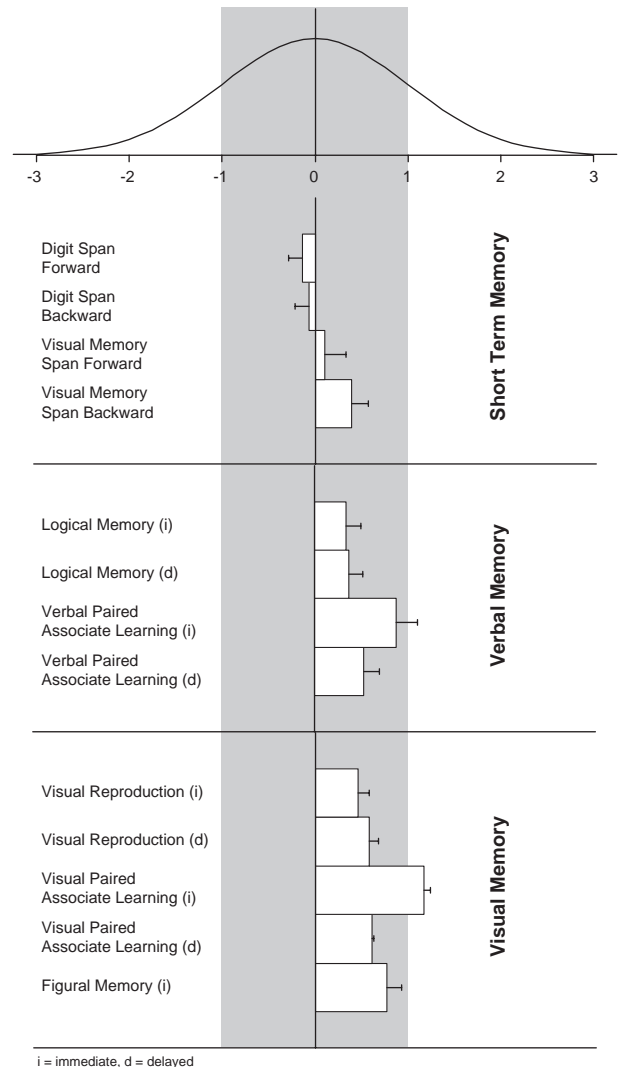 -3 -2 -1 0 1 2 3
Digit Span
Forward
Digit Span
Backward
Visual Memory
Span Forward
Visual Memory
Span Backward
Short Term Memory
Logical Memory (i)
Logical Memory (d)
Verbal Paired
Associate Learning (i)
Verbal Paired
Associate Learning (d)
Verbal Memory
Visual Reproduction (i)
Visual Reproduction (d)
Visual Paired
Associate Learning (i)
Visual Paired
Associate Learning (d)
Figural Memory (i)
Visual Memory
i = immediate, d = delayed